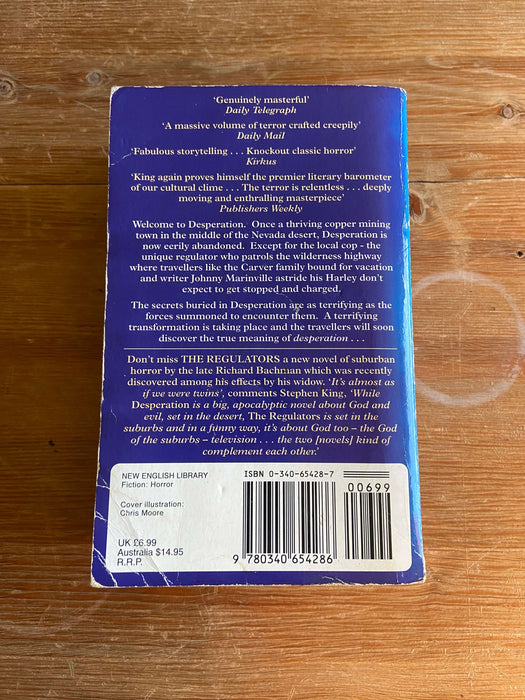 ‘Genuinely masterful’
Daily Telegraph
‘A massive volume of terror crafted creepily’
Daily Mail
‘Fabulous storytelling . . . Knockout classic horror’
Kirkus
‘King again proves himself the premier literary barometer
of our cultural clime . . . The terror is relentless . . . deeply
moving and enthralling masterpiece’
Publishers Weekly
Welcome to Desperation. Once a thriving copper mining
town in the middle of the Nevada desert, Desperation is
now eerily abandoned. Except for the local cop - the
unique regulator who patrols the wilderness highway
where travellers like the Carver family bound for vacation
and writer Johnny Marinville astride his Harley don’t
expect to get stopped and charged.
The secrets buried in Desperation are as terrifying as the
forces summoned to encounter them. A terrifying
transformation is taking place and the travellers will soon
discover the true meaning of desperation . . .
Don’t miss THE REGULATORS a new novel of suburban
horror by the late Richard Bachman which was recently
discovered among his effects by his widow. ‘It’s almost as
if we were twins’, comments Stephen King, ‘While
Desperation is a big, apocalyptic novel about God and
evil, set in the desert, The Regulators is set in the
suburbs and in a funny way, it’s about God too – the God
of the suburbs – television . . . the two [novels] kind of
complement each other.’
NEW ENGLISH LIBRARY
Fiction: Horror
Cover illustration:
Chris Moore
UK £6.99
Australia $14.95
R.R.P.
ISBN 0-340-65428-7
00699
9 780340 654286